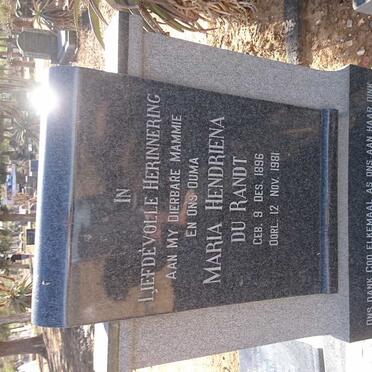 IN
LIEFDEVOLLE HERINNERING
AAN MY DIERBARE MAMMIE
EN ONS OUMA
MARIA HENDRIENA
DU RANDT
GEB. 9 DES. 1896
OORL. 12 NOV. 1981
ONS DANK GOD ELKEMAAL AS ONS AAN HAAR DINK